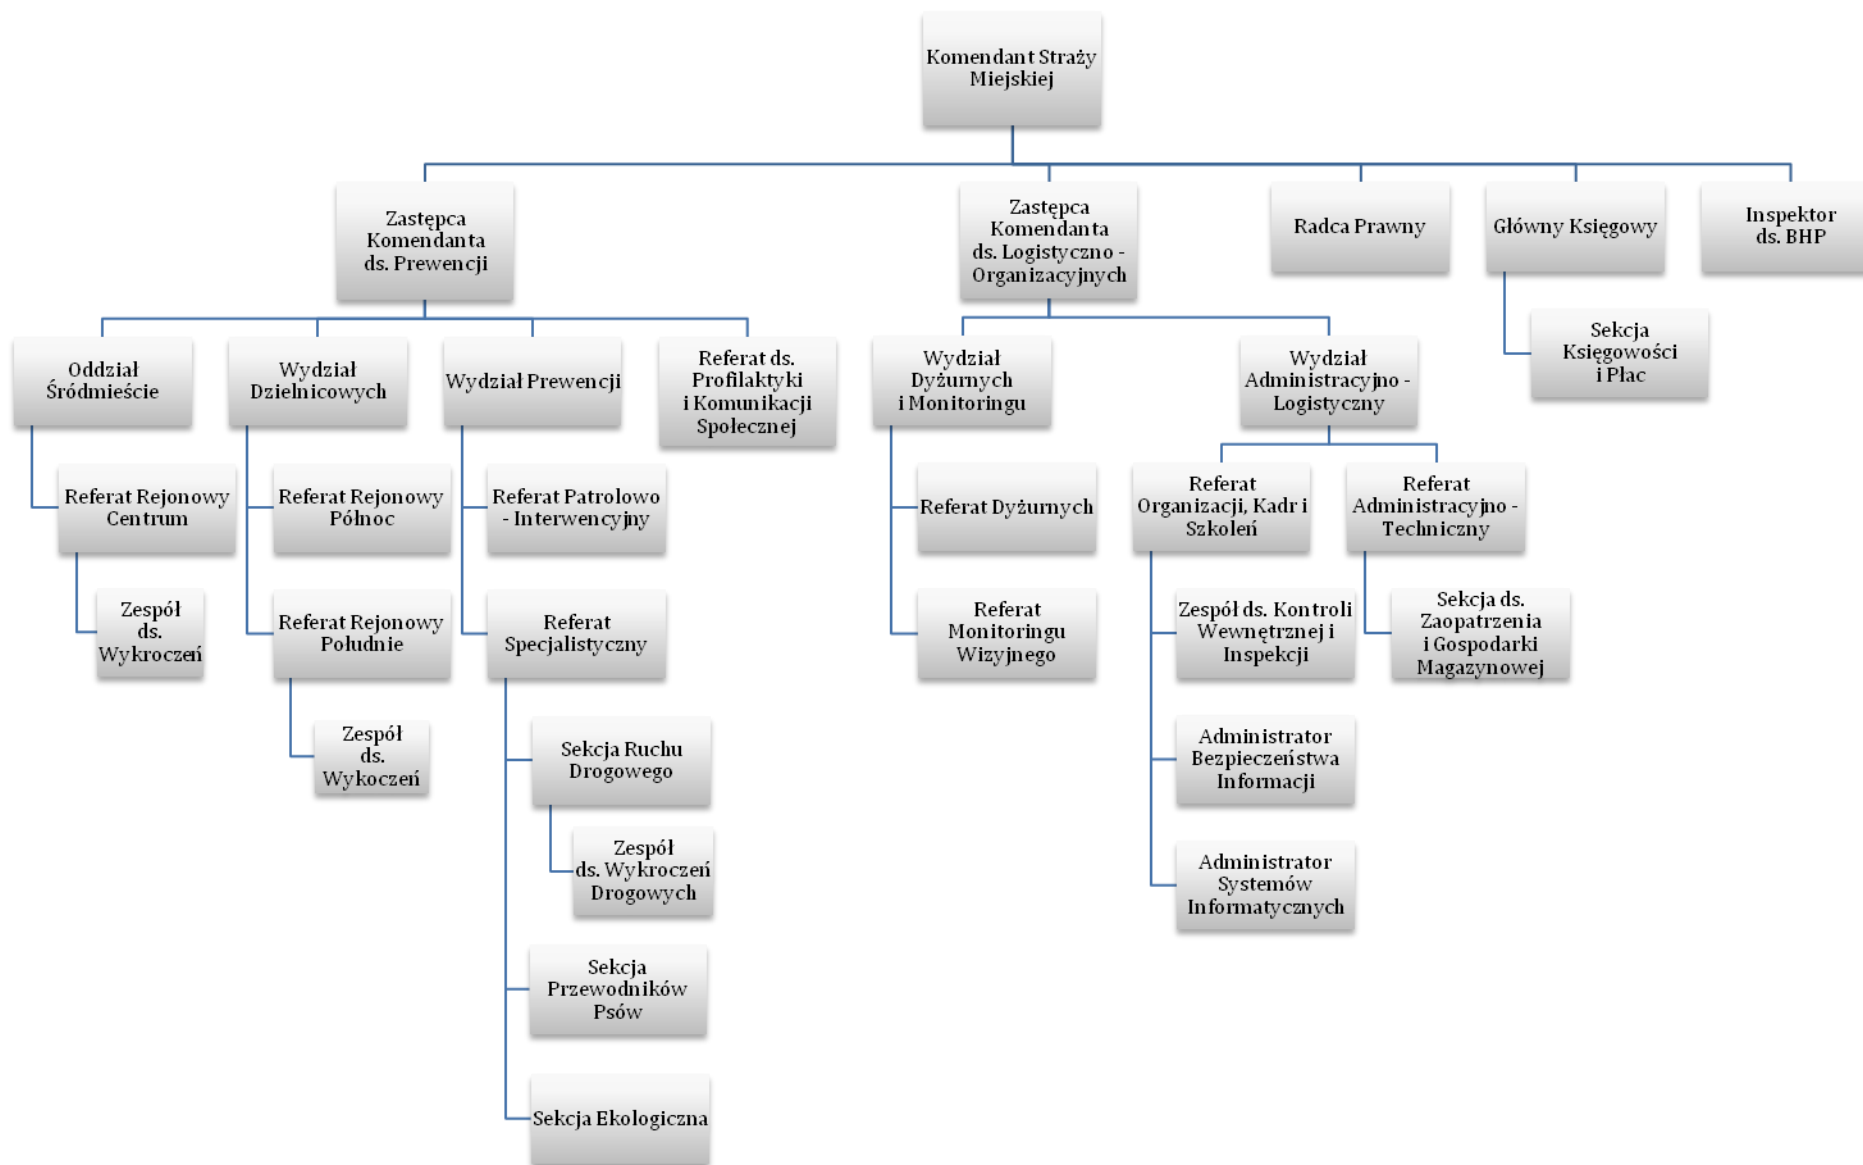 Komendant Straży
Miejskiej
Zastępca
Komendanta
ds. Prewencji
Zastępca
Komendanta
ds. Logistyczno -
Organizacyjnych
Radca Prawny
Główny Księgowy
Inspektor
ds. BHP
Oddział
Śródmieście
Wydział
Dzielnicowych
Wydział Prewencji
Referat ds.
Profilaktyki
i Komunikacji
Społecznej
Wydział
Dyżurnych
i Monitoringu
Wydział
Administracyjno -
Logistyczny
Sekcja
Księgowości
i Płac
Referat Rejonowy
Centrum
Referat Rejonowy
Północ
Referat Patrolowo
- Interwencyjny
Referat Dyżurnych
Referat
Organizacji, Kadr i
Szkoleń
Referat
Administracyjno -
Techniczny
Zespół
ds.
Wykroczeń
Referat Rejonowy
Południe
Referat
Specjalistyczny
Referat
Monitoringu
Wizyjnego
Zespół ds. Kontroli
Wewnętrznej i
Inspekcji
Sekcja ds.
Zaopatrzenia
i Gospodarki
Magazynowej
Zespół
ds.
Wykoczeń
Sekcja Ruchu
Drogowego
Administrator
Bezpieczeństwa
Informacji
Zespół
ds. Wykroczeń
Drogowych
Administrator
Systemów
Informatycznych
Sekcja
Przewodników
Psów
Sekcja Ekologiczna